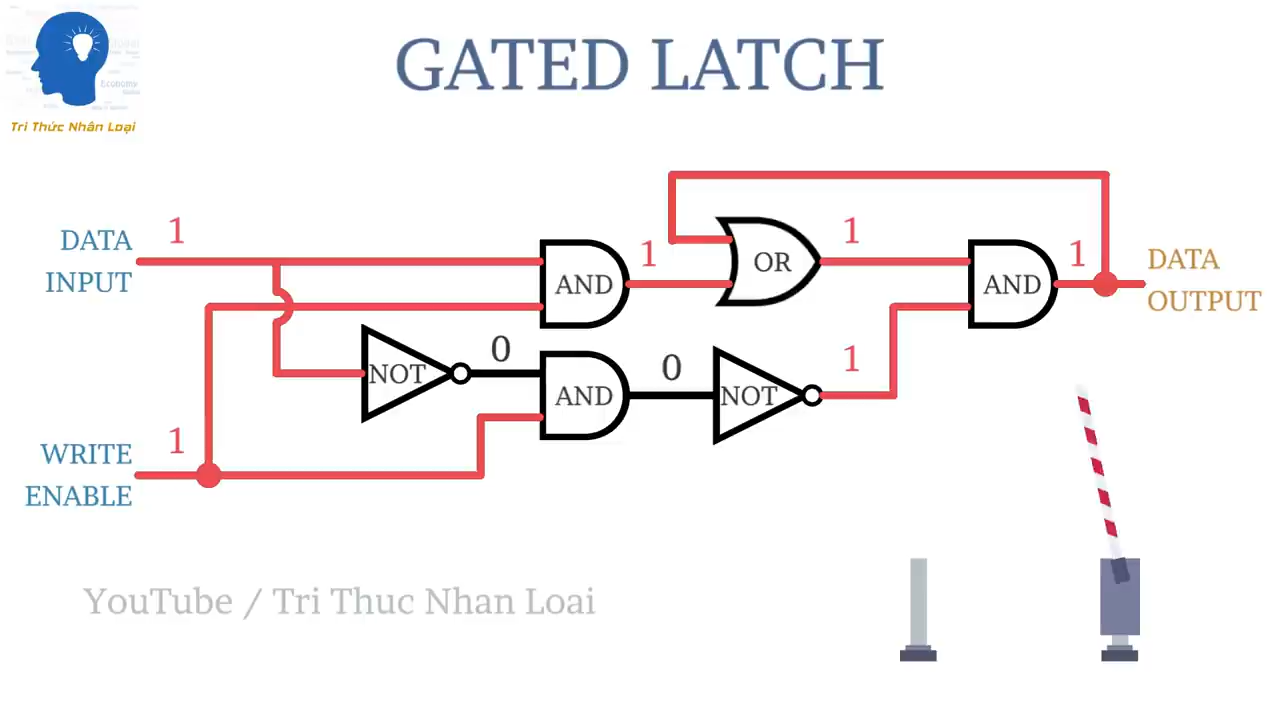 GATED LATCH
Tri Thức Nhân Loại
Economy
DATA
INPUT
1
AND
1
OR
1
AND
1
DATA
OUTPUT
NOT
0
AND
0
NOT
1
WRITE
ENABLE
1
YouTube / Tri Thuc Nhan Loai